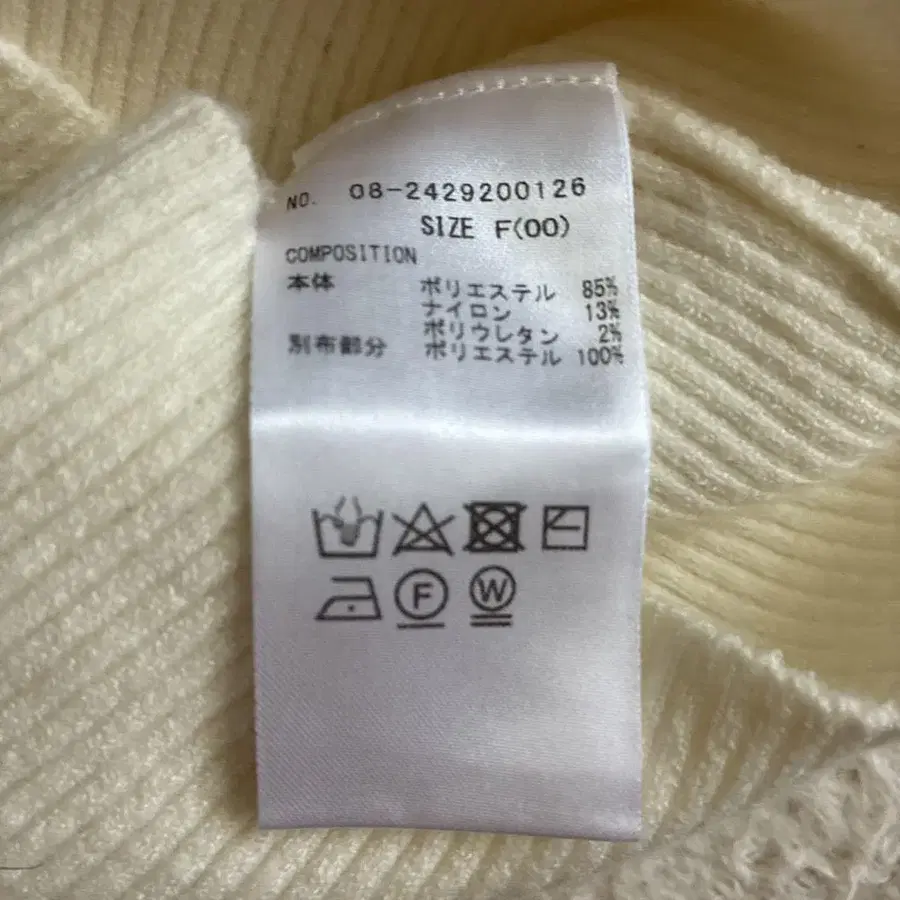 NO. 08-2429200126
SIZE F(00)
COMPOSITION
本体 ポリエステル 85%
ナイロン 13%
ポリウレタン 2%
別布部分 ポリエステル 100%
F W